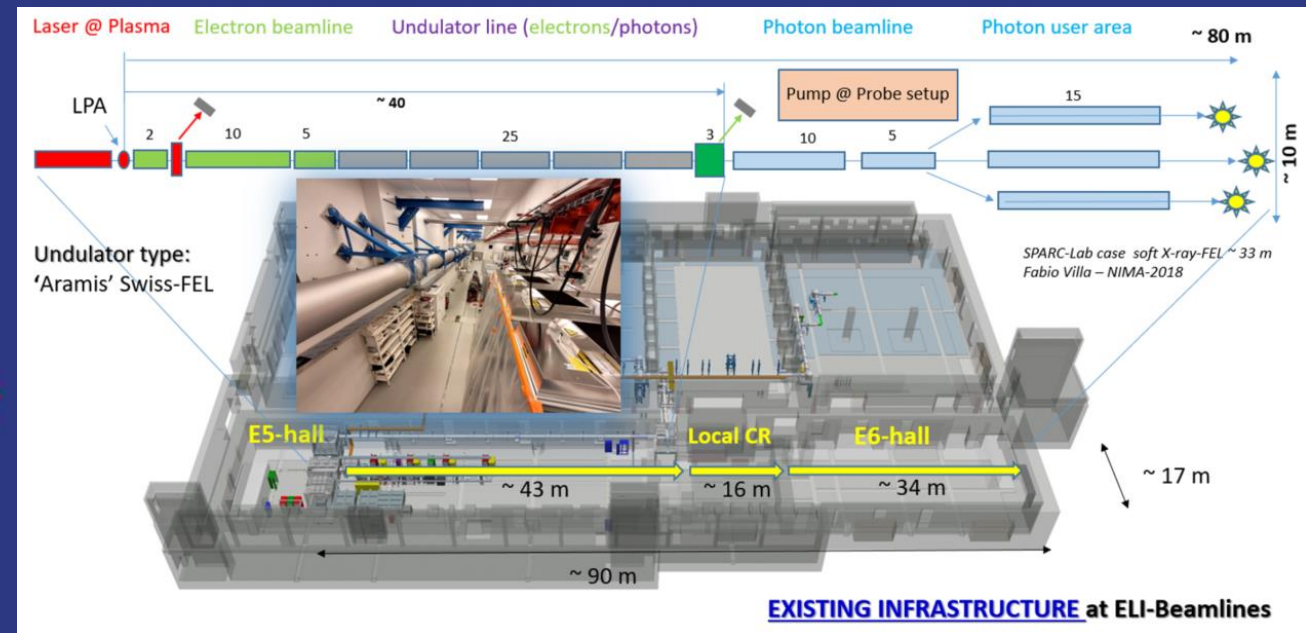 Laser @ Plasma Electron beamline Undulator line (electrons/photons) Photon beamline Photon user area
~ 80 m
LPA
~ 40
Pump @ Probe setup
2 10 5 25 3 10 5 15
~ 10 m
Undulator type:
‘Aramis’ Swiss-FEL
SPARC-Lab case soft X-ray-FEL ~ 33 m
Fabio Villa – NIMA-2018
E5-hall Local CR E6-hall
~ 43 m ~ 16 m ~ 34 m
~ 17 m
~ 90 m
EXISTING INFRASTRUCTURE at ELI-Beamlines